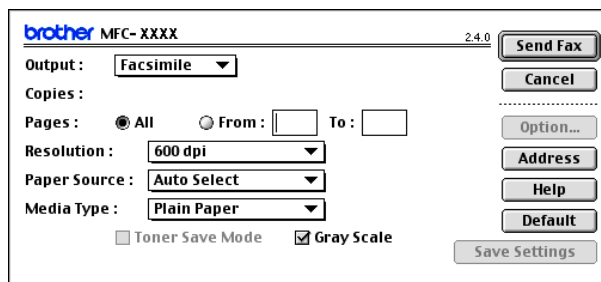 brother MFC- XXXX 2.4.0
Send Fax
Output : Facsimile
Cancel
Copies :
Pages : All From : To :
Option...
Resolution : 600 dpi
Address
Paper Source : Auto Select
Help
Media Type : Plain Paper
Default
Toner Save Mode Gray Scale
Save Settings